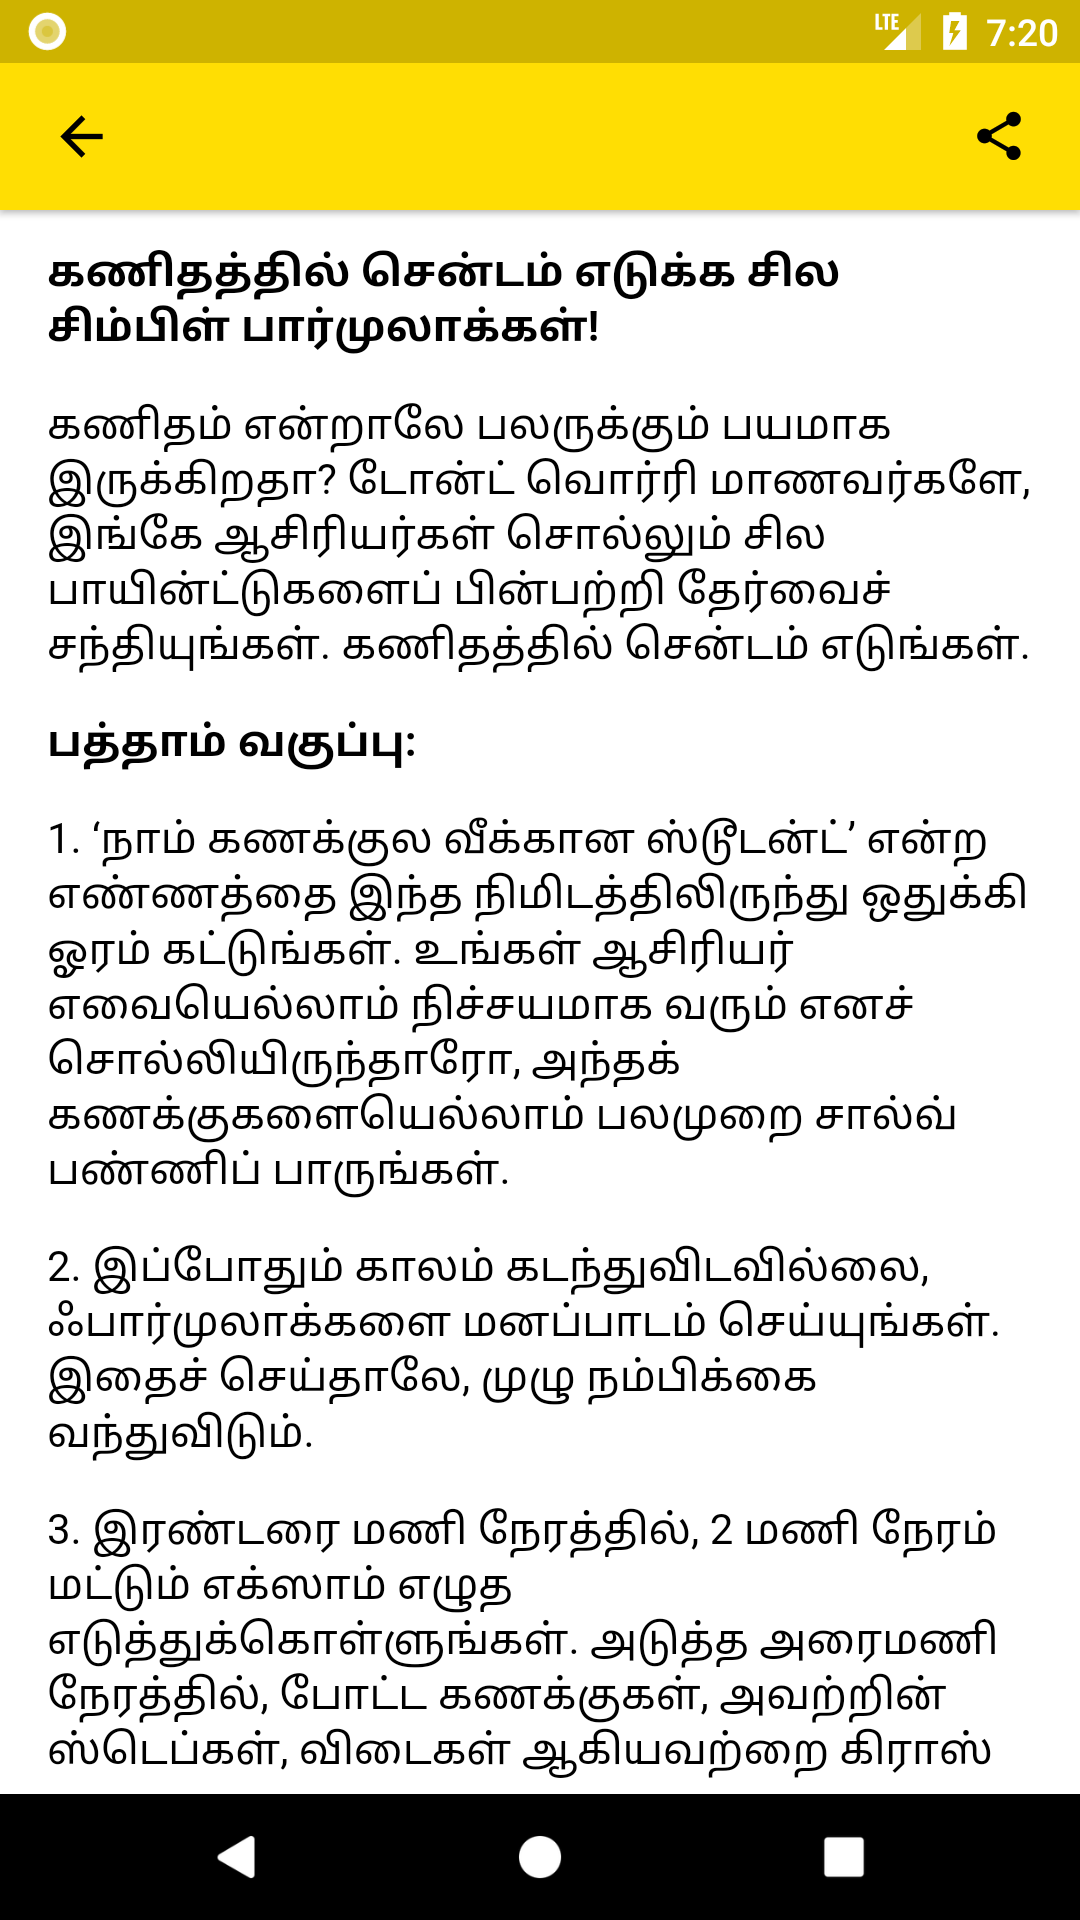 LTE 7:20
கணிதத்தில் சென்டம் எடுக்க சில
சிம்பிள் பார்முலாக்கள்!
கணிதம் என்றாலே பலருக்கும் பயமாக
இருக்கிறதா? டோன்ட் வொர்ரி மாணவர்களே,
இங்கே ஆசிரியர்கள் சொல்லும் சில
பாயின்ட்டுகளைப் பின்பற்றி தேர்வைச்
சந்தியுங்கள். கணிதத்தில் சென்டம் எடுங்கள்.
பத்தாம் வகுப்பு:
1. ‘நாம் கணக்குல வீக்கான ஸ்டூடன்ட்’ என்ற
எண்ணத்தை இந்த நிமிடத்திலிருந்து ஒதுக்கி
ஓரம் கட்டுங்கள். உங்கள் ஆசிரியர்
எவையெல்லாம் நிச்சயமாக வரும் எனச்
சொல்லியிருந்தாரோ, அந்தக்
கணக்குகளையெல்லாம் பலமுறை சால்வ்
பண்ணிப் பாருங்கள்.
2. இப்போதும் காலம் கடந்துவிடவில்லை,
ஃபார்முலாக்களை மனப்பாடம் செய்யுங்கள்.
இதைச் செய்தாலே, முழு நம்பிக்கை
வந்துவிடும்.
3. இரண்டரை மணி நேரத்தில், 2 மணி நேரம்
மட்டும் எக்ஸாம் எழுத
எடுத்துக்கொள்ளுங்கள். அடுத்த அரைமணி
நேரத்தில், போட்ட கணக்குகள், அவற்றின்
ஸ்டெப்கள், விடைகள் ஆகியவற்றை கிராஸ்